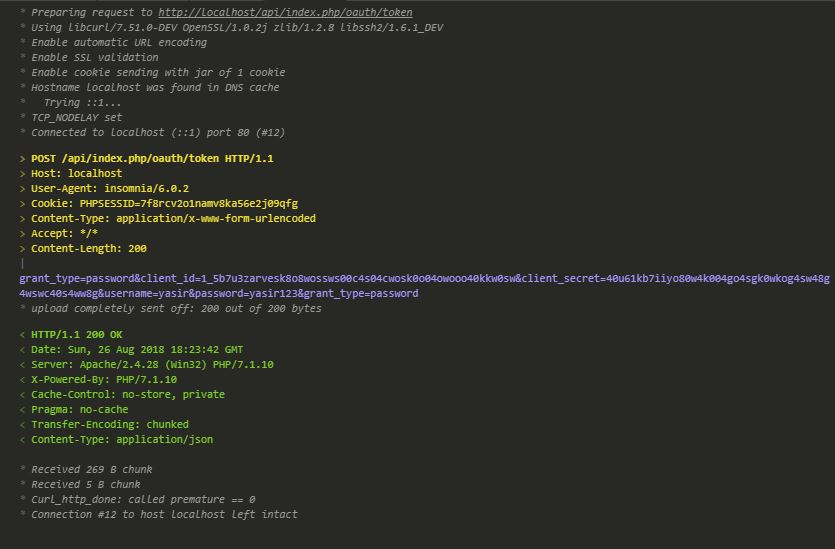 * Preparing request to http://localhost/api/index.php/oauth/token
* Using libcurl/7.51.0-DEV OpenSSL/1.0.2j zlib/1.2.8 libssh2/1.6.1_DEV
* Enable automatic URL encoding
* Enable SSL validation
* Enable cookie sending with jar of 1 cookie
* Hostname localhost was found in DNS cache
*   Trying ::1...
* TCP_NODELAY set
* Connected to localhost (::1) port 80 (#12)
> POST /api/index.php/oauth/token HTTP/1.1
> Host: localhost
> User-Agent: insomnia/6.0.2
> Cookie: PHPSESSID=7f8rcv2o1namv8ka56e2j09qfg
> Content-Type: application/x-www-form-urlencoded
> Accept: */*
> Content-Length: 200
|
grant_type=password&client_id=1_5b7u3zarvesk8o8wossws00c4s04cwosk0o04owooo40kkw0sw&client_secret=40u61kb7iiyo80w4k004go4sgk0wkog4sw48g
4wswc40s4ww8g&username=yasir&password=yasir123&grant_type=password
* upload completely sent off: 200 out of 200 bytes
< HTTP/1.1 200 OK
< Date: Sun, 26 Aug 2018 18:23:42 GMT
< Server: Apache/2.4.28 (Win32) PHP/7.1.10
< X-Powered-By: PHP/7.1.10
< Cache-Control: no-store, private
< Pragma: no-cache
< Transfer-Encoding: chunked
< Content-Type: application/json
* Received 269 B chunk
* Received 5 B chunk
* Curl_http_done: called premature == 0
* Connection #12 to host localhost left intact